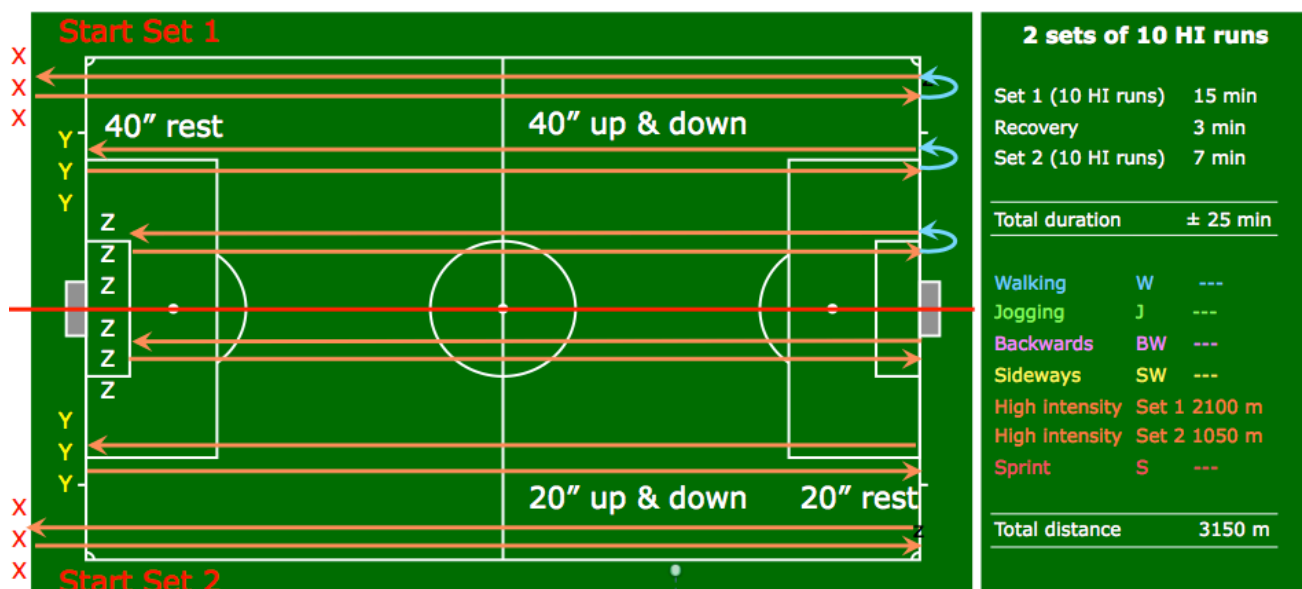 Start Set 1
X
X
X
40” rest
40” up & down
Y
Y
Y
Z
Z
Z
Z
Z
Z
Y
Y
Y
20” up & down
20” rest
X
X
X
z
Start Set 2
2 sets of 10 HI runs
Set 1 (10 HI runs) 15 min
Recovery 3 min
Set 2 (10 HI runs) 7 min
Total duration ± 25 min
Walking W ---
Jogging J ---
Backwards BW ---
Sideways SW ---
High intensity Set 1 2100 m
High intensity Set 2 1050 m
Sprint S ---
Total distance 3150 m